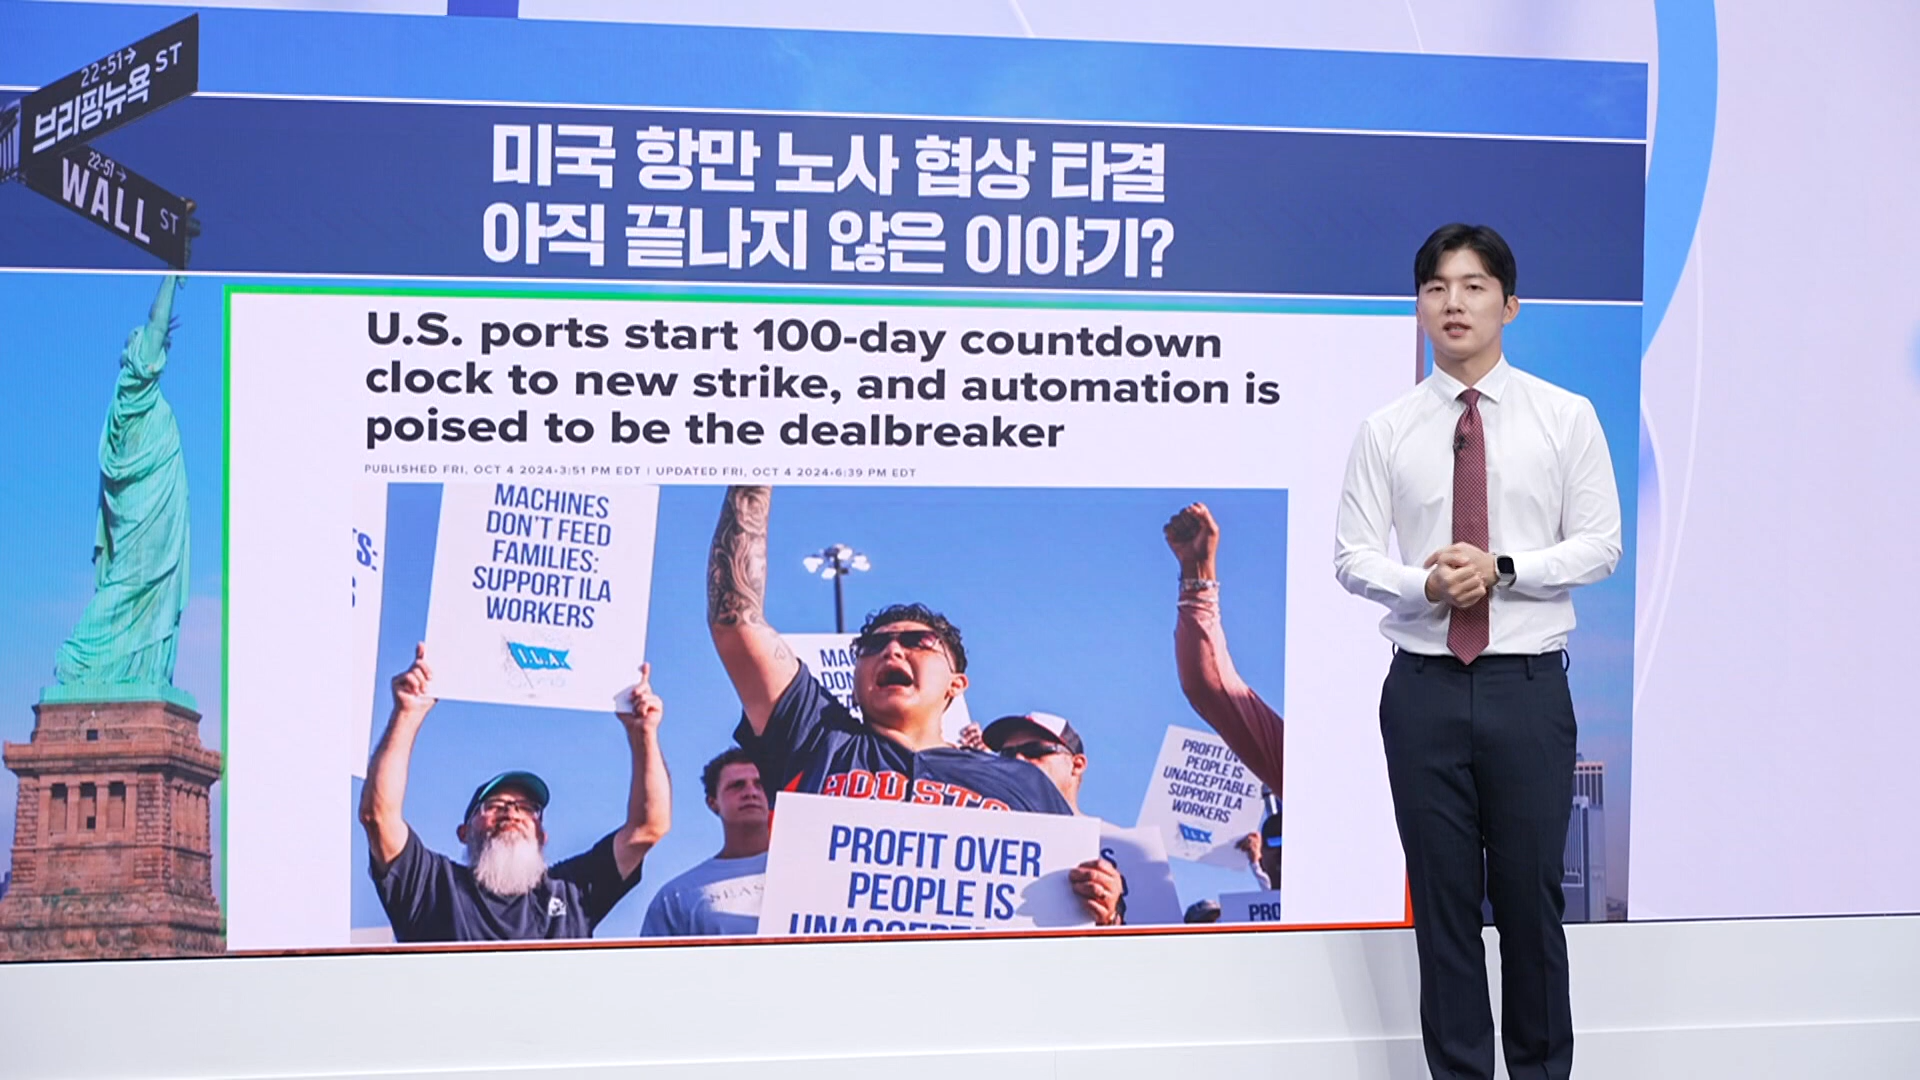 22-51→ ST
브리핑뉴욕
22-51→
WALL ST
미국 항만 노사 협상 타결
아직 끝나지 않은 이야기?
U.S. ports start 100-day countdown
clock to new strike, and automation is
poised to be the dealbreaker
PUBLISHED FRI, OCT 4 2024•3:51 PM EDT | UPDATED FRI, OCT 4 2024•6:39 PM EDT
S:
MACHINES
DON'T FEED
FAMILIES:
SUPPORT ILA
WORKERS
I.L.A.
MA
DON
HOUSTO
PROFIT OVER
PEOPLE IS
PROFIT OV
PEOPLE IS
UNACCEPTABLE:
SUPPORT ILA
WORKERS
ILA
S
PRO